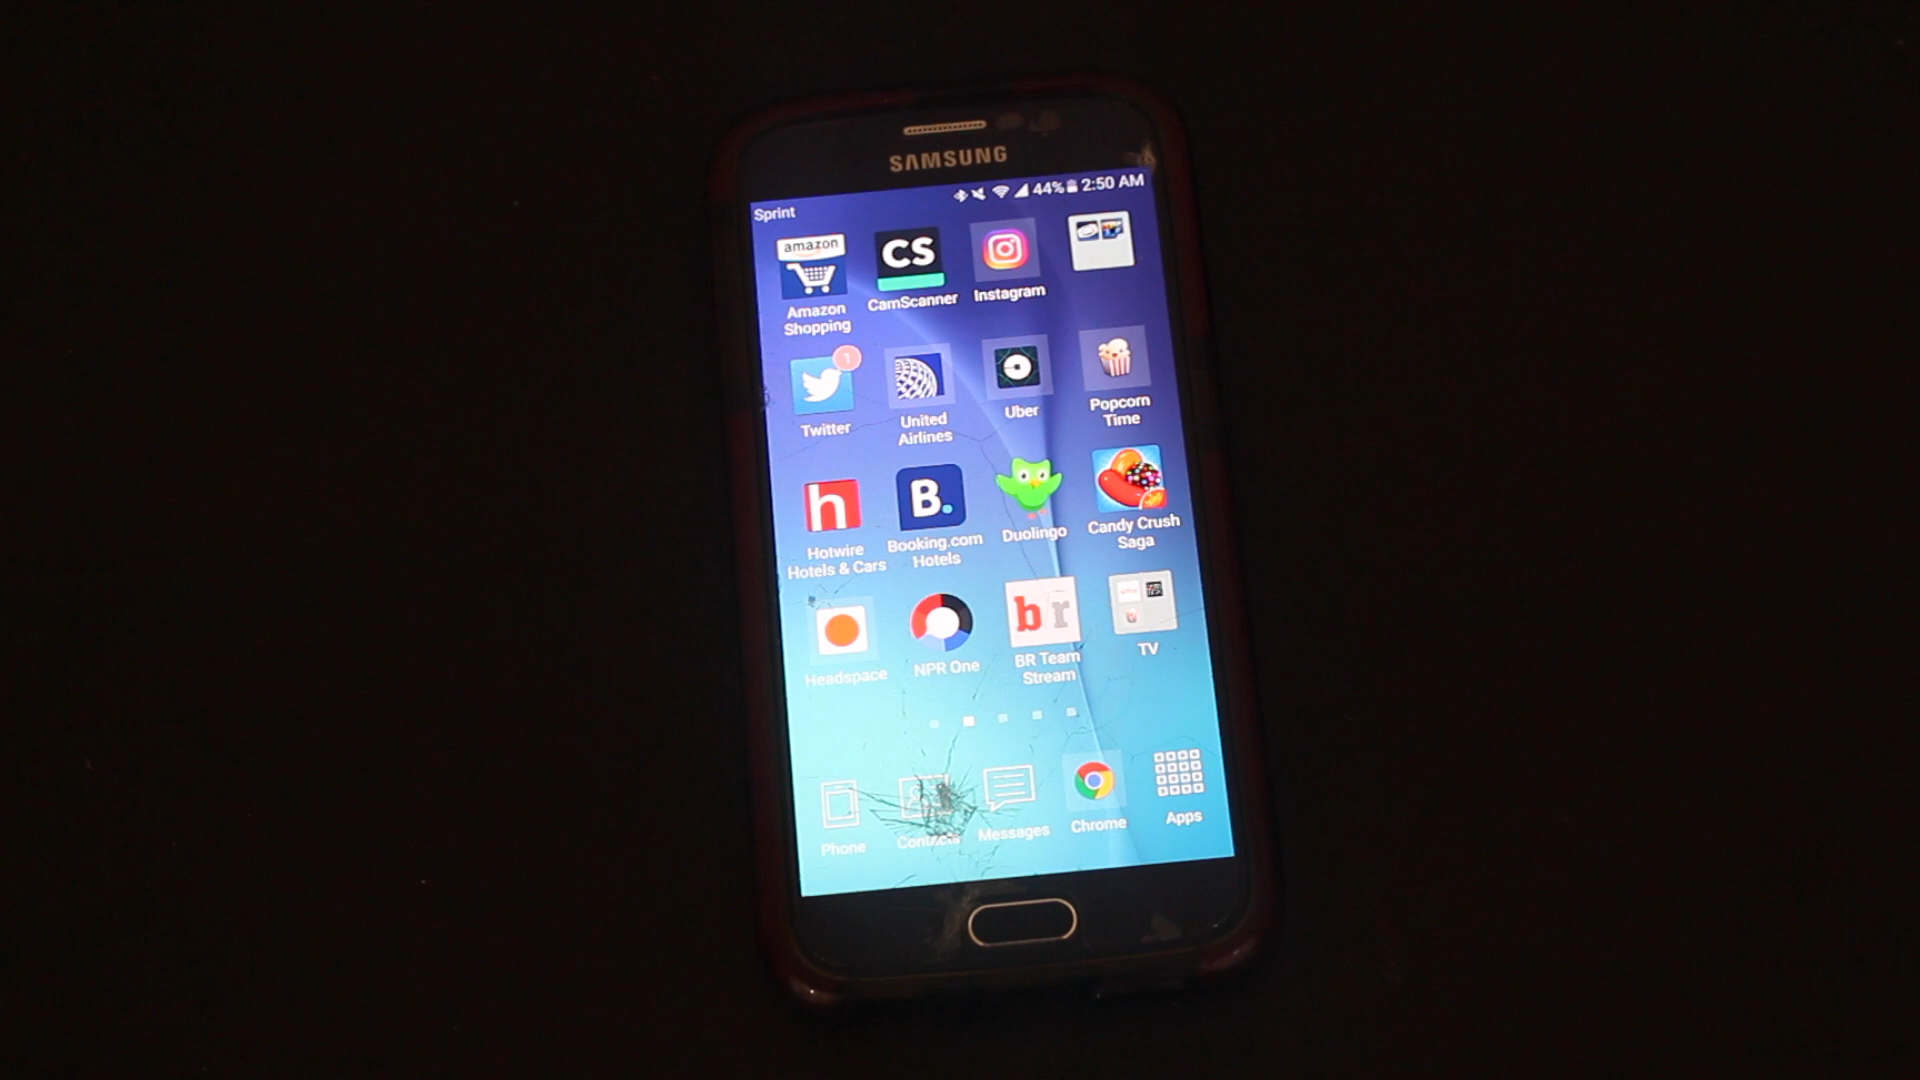 SAMSUNG
Sprint
44% 2:50 AM
amazon
CS
Amazon
Shopping
CamScanner
Instagram
1
Twitter
United
Airlines
Uber
Popcorn
Time
h
B.
Hotwire
Hotels & Cars
Booking.com
Hotels
Duolingo
Candy Crush
Saga
br
Headspace
NPR One
BR Team
Stream
TV
Phone
Contacts
Messages
Chrome
Apps